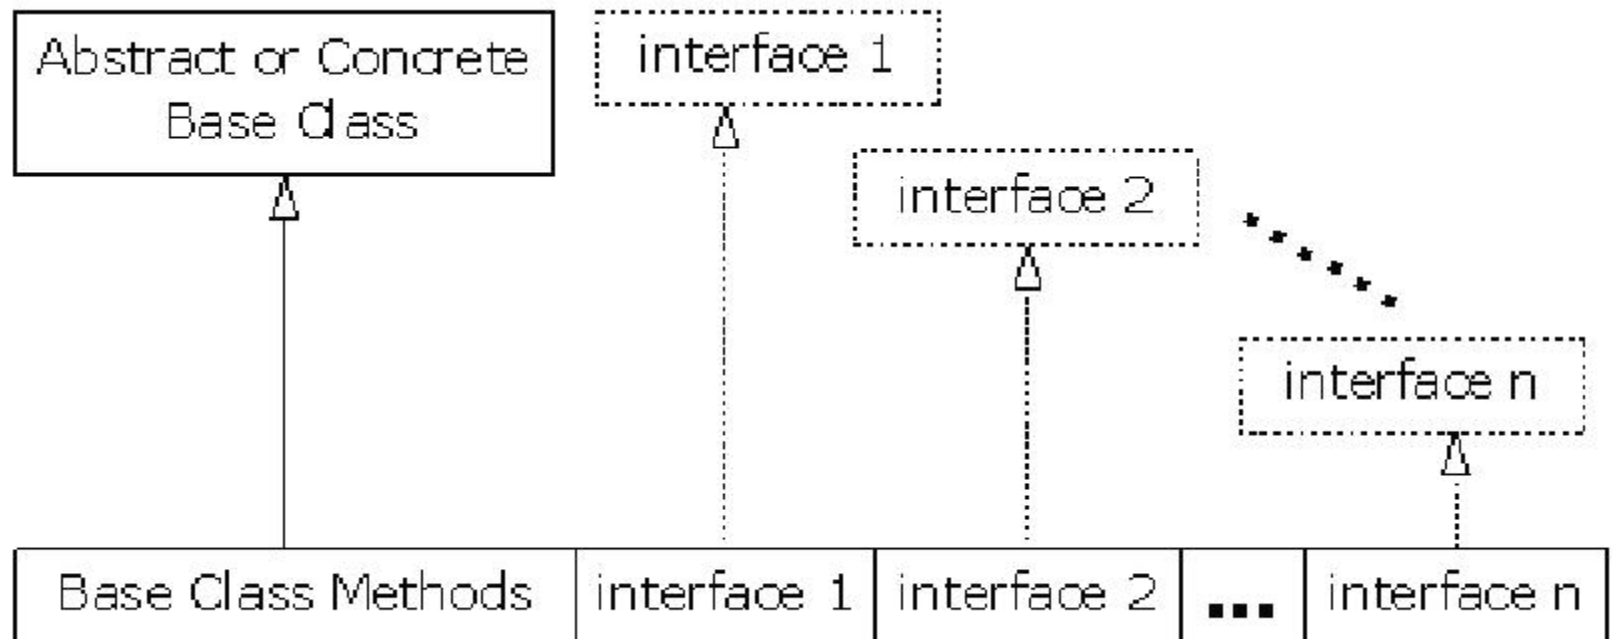 Abstract or Concrete
Base Class
interface 1
interface 2
interface n
Base Class Methods
interface 1
interface 2
...
interface n